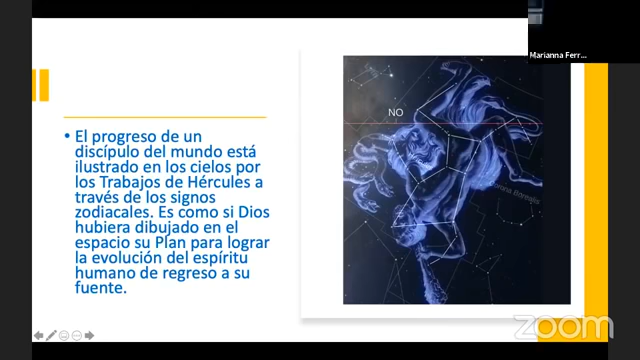 Marianna Ferr...
NO
Corona Borealis
• El progreso de un
discípulo del mundo está
ilustrado en los cielos por
los Trabajos de Hércules a
través de los signos
zodiacales. Es como si Dios
hubiera dibujado en el
espacio su Plan para lograr
la evolución del espíritu
humano de regreso a su
fuente.
zoom